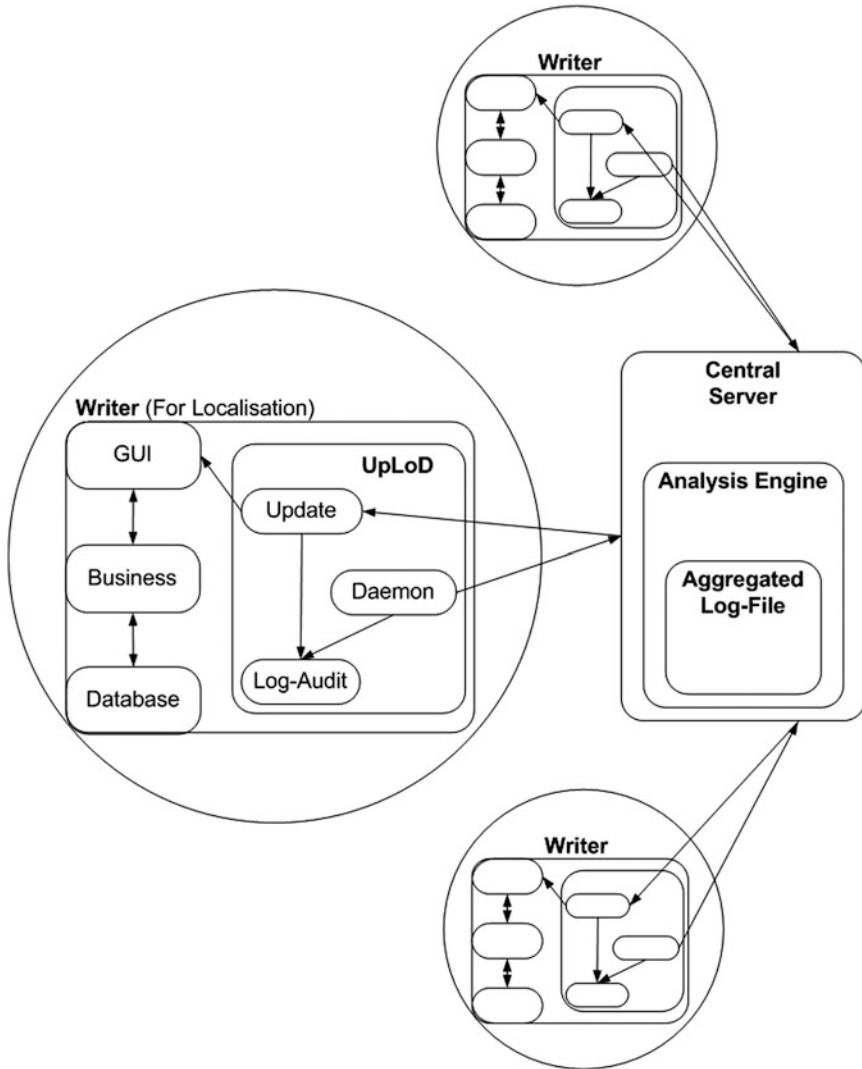 Writer
Central
Server
Writer (For Localisation)
GUI
UpLoD
Analysis Engine
Update
Business
Daemon
Aggregated
Log-File
Log-Audit
Database
Writer